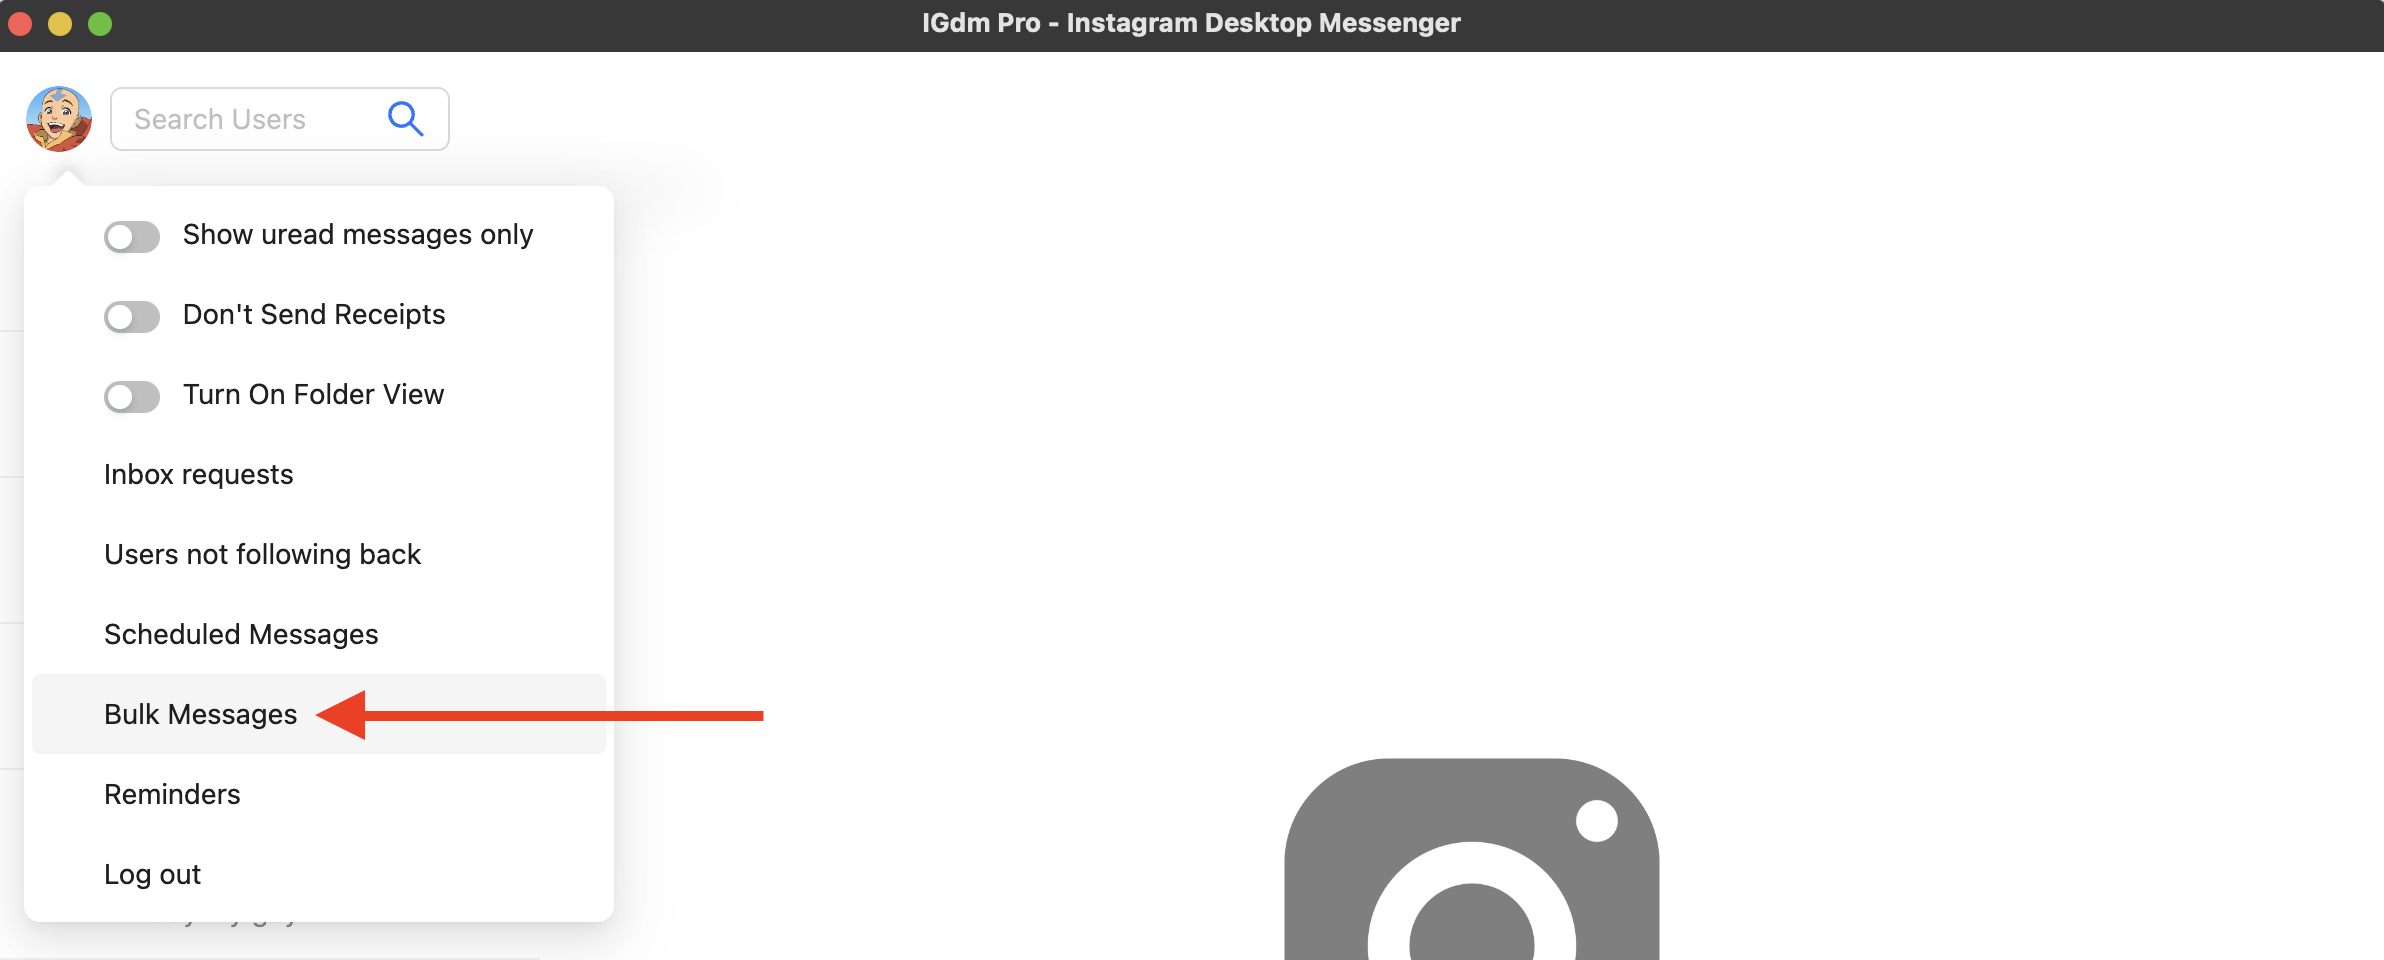 IGdm Pro - Instagram Desktop Messenger
Search Users
Show uread messages only
Don't Send Receipts
Turn On Folder View
Inbox requests
Users not following back
Scheduled Messages
Bulk Messages
Reminders
Log out